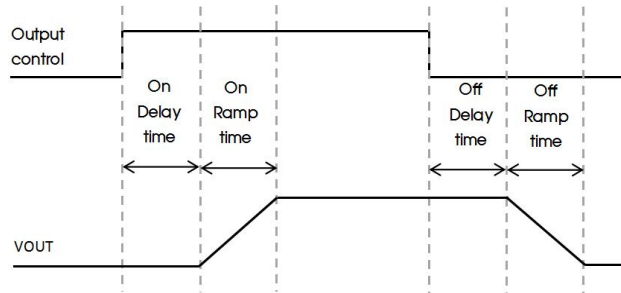 Output
control
On
Delay
time
On
Ramp
time
Off
Delay
time
Off
Ramp
time
VOUT